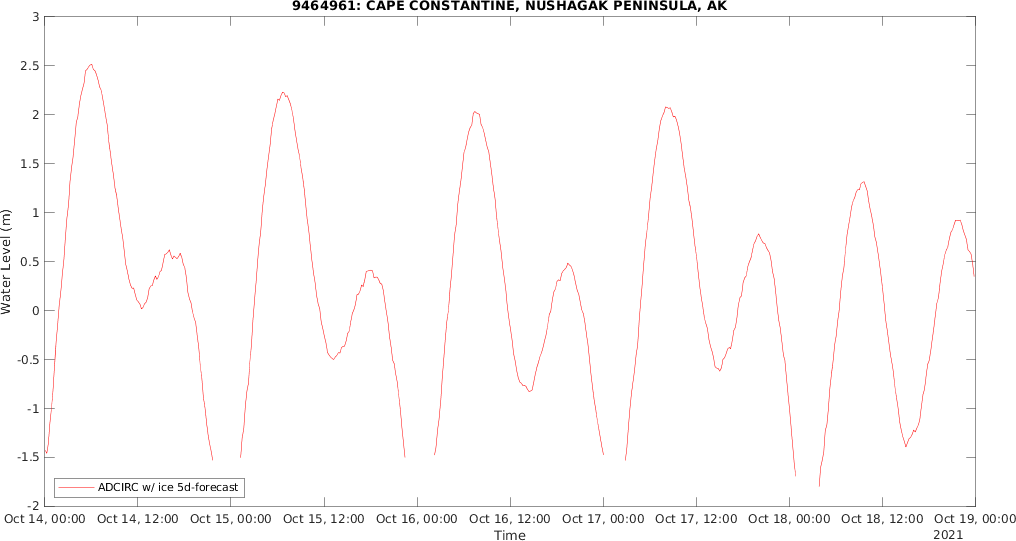 9464961: CAPE CONSTANTINE, NUSHAGAK PENINSULA, AK
Water Level (m)
3
2.5
2
1.5
1
0.5
0
-0.5
-1
-1.5
-2
ADCIRC w/ ice 5d-forecast
Oct 14, 00:00 Oct 14, 12:00 Oct 15, 00:00 Oct 15, 12:00 Oct 16, 00:00 Oct 16, 12:00 Oct 17, 00:00 Oct 17, 12:00 Oct 18, 00:00 Oct 18, 12:00 Oct 19, 00:00
Time 2021